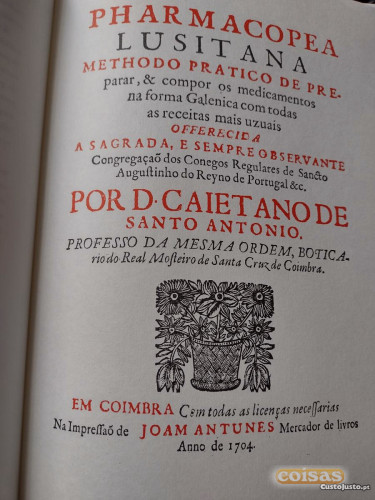 PHARMACOPEA
LUSITANA
METHODO PRATICO DE PRE-
parar, & compor os medicamentos
na forma Galenica com todas
as receitas mais uzuais
OFFERECIDA
A SAGRADA, E SEMPRE OBSERVANTE
Congregaçaõ dos Conegos Regulares de Sancto
Augustinho do Reyno de Portugal &c.
POR D. CAIETANO DE
SANTO ANTONIO.
PROFESSO DA MESMA ORDEM, BOTICA-
rio do Real Mosteiro de Santa Cruz de Coimbra.
EM COIMBRA Com todas as licenças necessarias
Na Impressaõ de JOAM ANTUNES Mercador de livros
Anno de 1704.
coisas
CustoJusto.pt